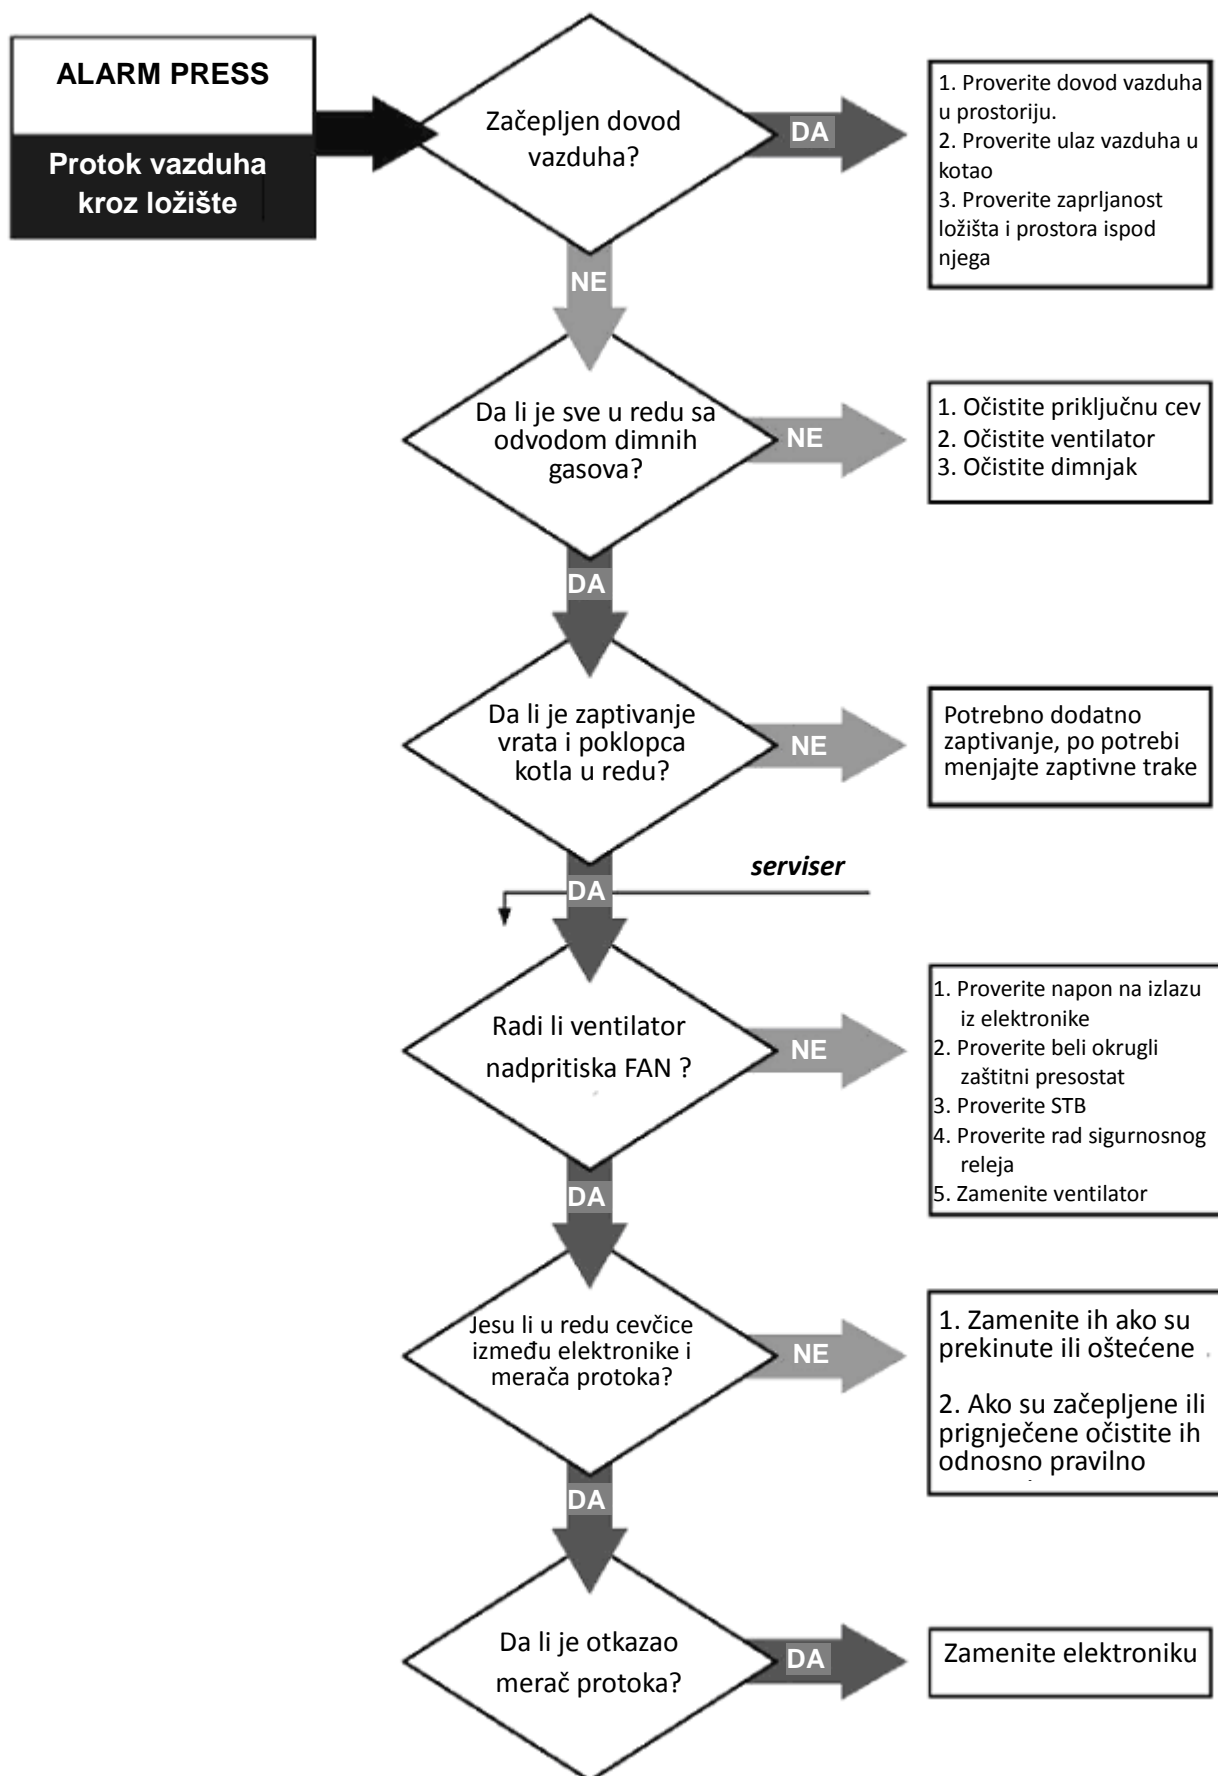 ALARM PRESS
Protok vazduha
kroz ložište
Začepljen dovod
vazduha?
DA
1. Proverite dovod vazduha
u prostoriju.
2. Proverite ulaz vazduha u
kotao
3. Proverite zaprljanost
ložišta i prostora ispod
njega
NE
Da li je sve u redu sa
odvodom dimnih
gasova?
NE
1. Očistite priključnu cev
2. Očistite ventilator
3. Očistite dimnjak
DA
Da li je zaptivanje
vrata i poklopca
kotla u redu?
NE
Potrebno dodatno
zaptivanje, po potrebi
menjajte zaptivne trake
DA
serviser
Radi li ventilator
nadpritiska FAN ?
NE
1. Proverite napon na izlazu
iz elektronike
2. Proverite beli okrugli
zaštitni presostat
3. Proverite STB
4. Proverite rad sigurnosnog
releja
5. Zamenite ventilator
DA
Jesu li u redu cevčice
između elektronike i
merača protoka?
NE
1. Zamenite ih ako su
prekinute ili oštećene
2. Ako su začepljene ili
prignječene očistite ih
odnosno pravilno
DA
Da li je otkazao
merač protoka?
DA
Zamenite elektroniku